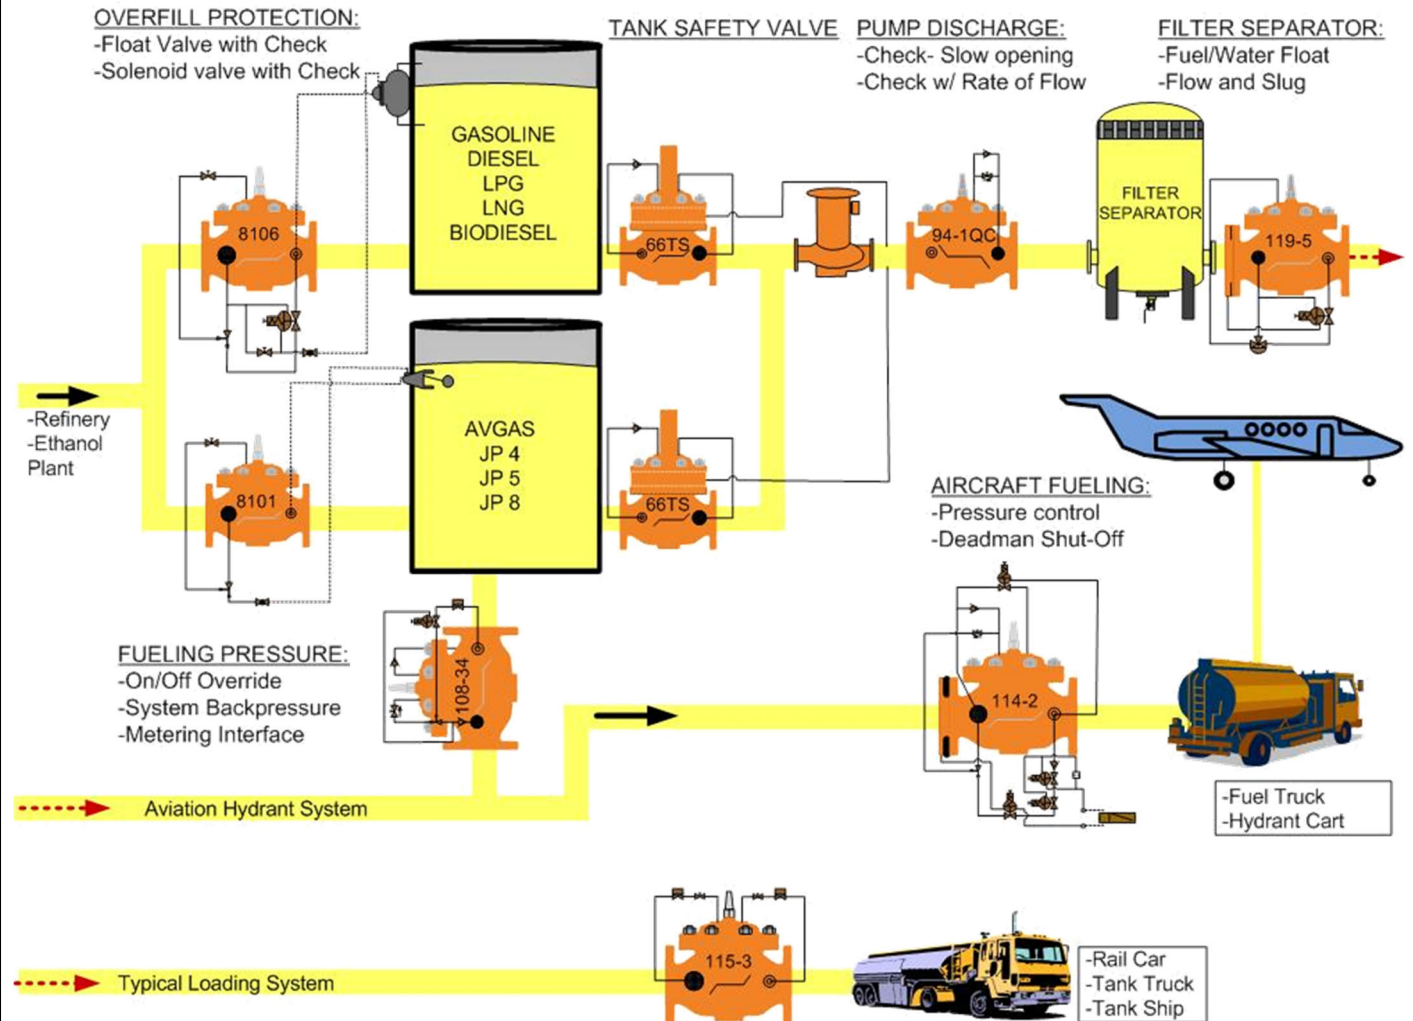 OVERFILL PROTECTION:
-Float Valve with Check
-Solenoid valve with Check
TANK SAFETY VALVE
PUMP DISCHARGE:
-Check- Slow opening
-Check w/ Rate of Flow
FILTER SEPARATOR:
-Fuel/Water Float
-Flow and Slug
GASOLINE
DIESEL
LPG
LNG
BIODIESEL
8106
66TS
94-1QC
FILTER
SEPARATOR
119-5
-Refinery
-Ethanol
Plant
8101
AVGAS
JP 4
JP 5
JP 8
66TS
AIRCRAFT FUELING:
-Pressure control
-Deadman Shut-Off
FUELING PRESSURE:
-On/Off Override
-System Backpressure
-Metering Interface
108-34
114-2
-Fuel Truck
-Hydrant Cart
Aviation Hydrant System
Typical Loading System
115-3
-Rail Car
-Tank Truck
-Tank Ship